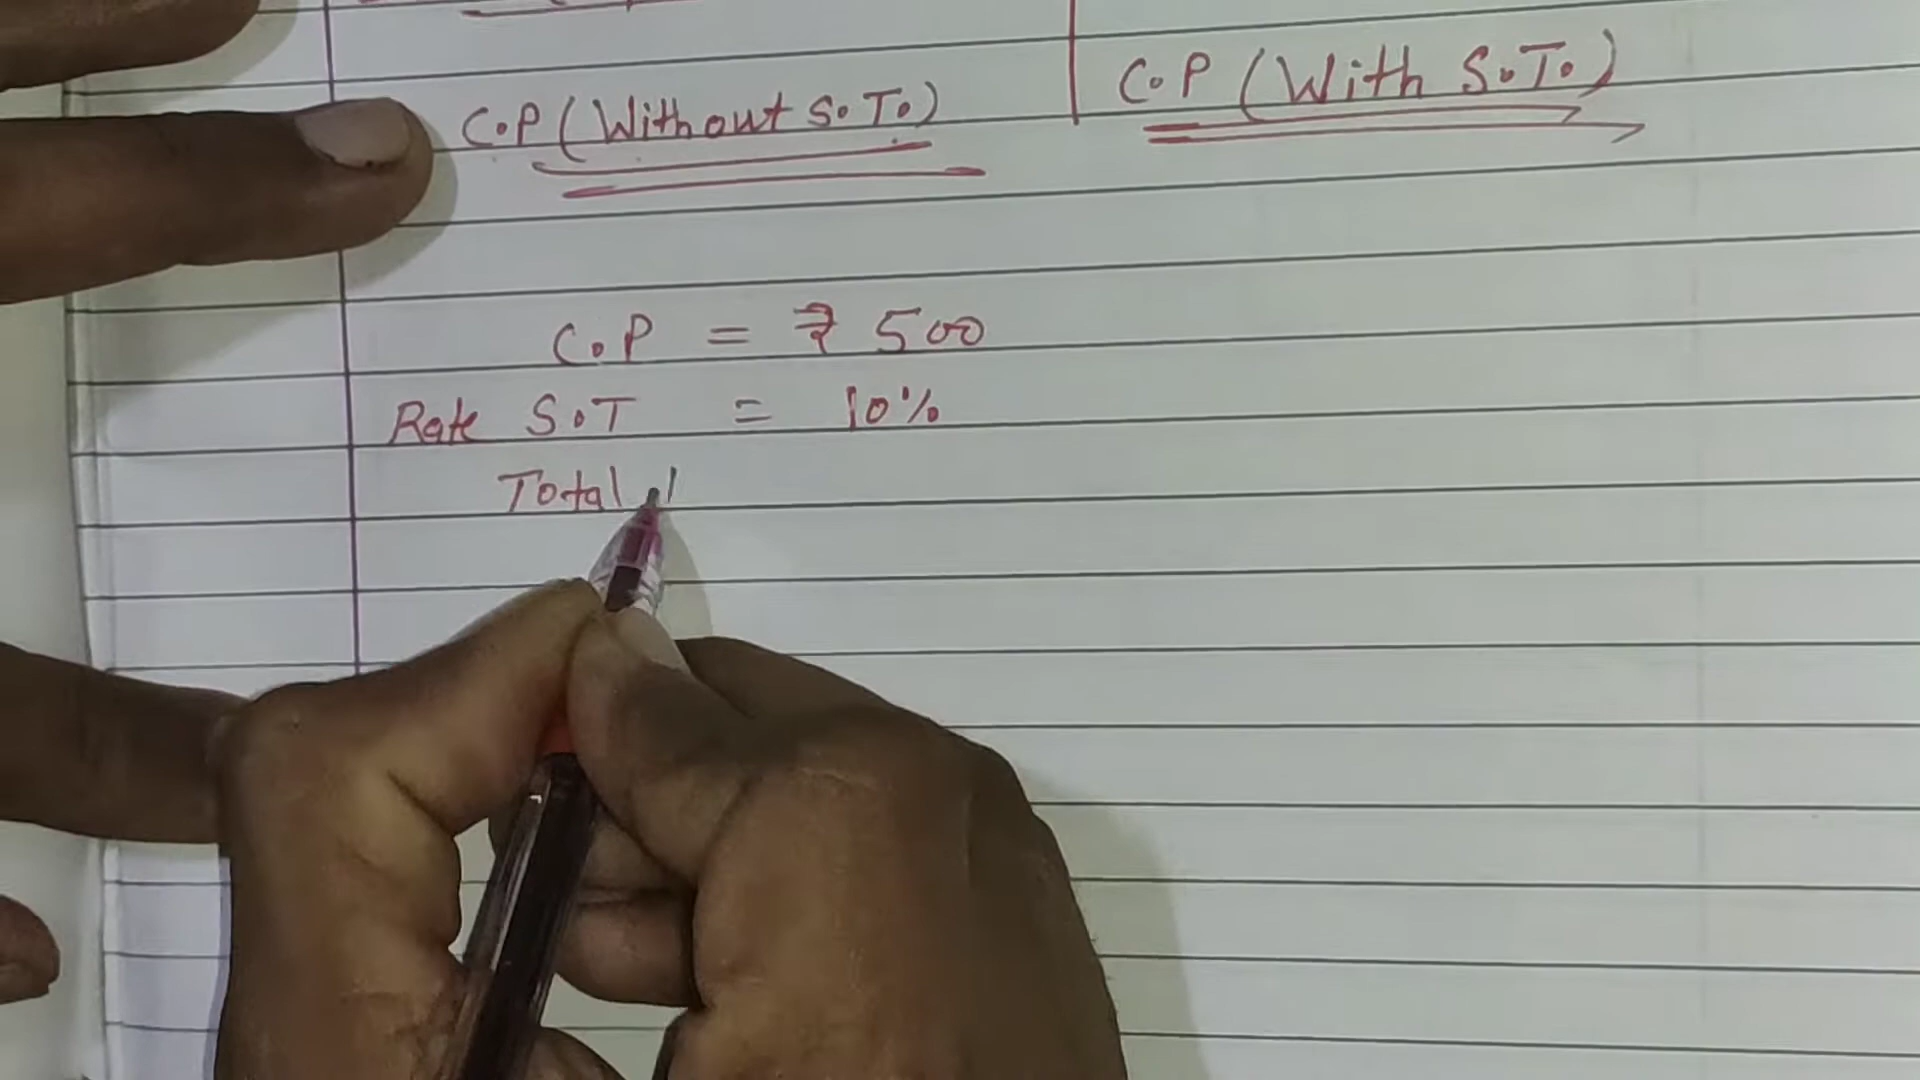 C.P (Without S.T.)
C.P (With S.T.)
C.P = ₹ 500
Rate S.T = 10%
Total